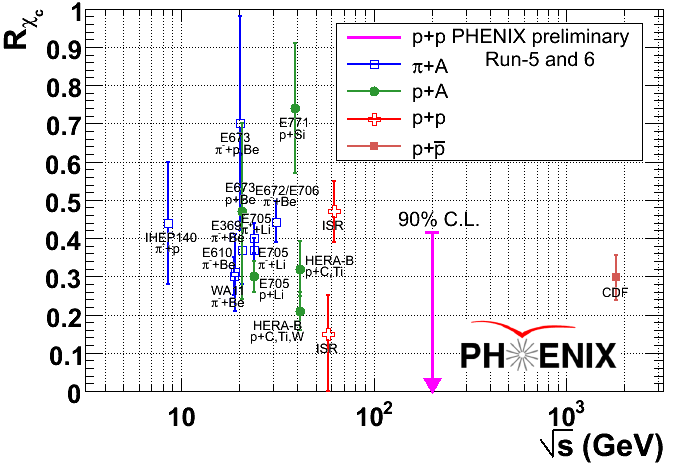 R_χc
1
0.9
0.8
0.7
0.6
0.5
0.4
0.3
0.2
0.1
0
10
10²
10³
√s (GeV)
p+p PHENIX preliminary
Run-5 and 6
π+A
p+A
p+p
p+p̅
E771
p+Si
E673
π⁻+p,Be
E673
p+Be
E672/E706
π⁻+Be
IHEP140
π⁻+p
E369
π⁻+Be
E705
π⁺+Li
E610
π⁻+Be
E705
π⁻+Li
WA11
π⁻+Be
E705
p+Li
HERA-B
p+C,Ti
HERA-B
p+C,Ti,W
ISR
ISR
90% C.L.
CDF
PHENIX